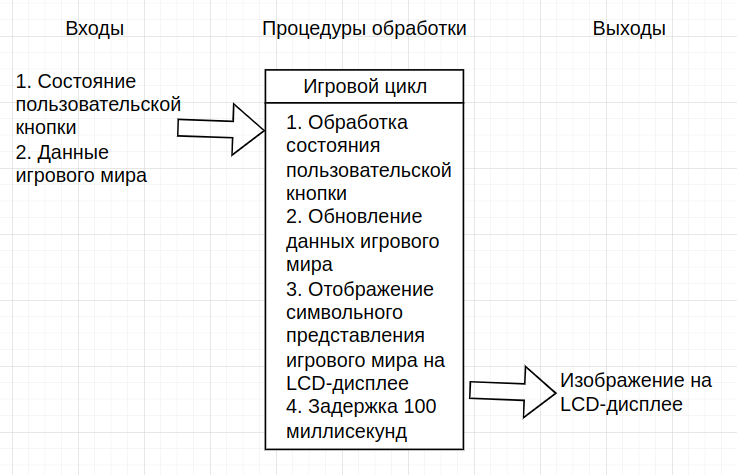 Входы
Процедуры обработки
Выходы
1. Состояние
пользовательской
кнопки
2. Данные
игрового мира
Игровой цикл
1. Обработка
состояния
пользовательской
кнопки
2. Обновление
данных игрового
мира
3. Отображение
символьного
представления
игрового мира на
LCD-дисплее
4. Задержка 100
миллисекунд
Изображение на
LCD-дисплее